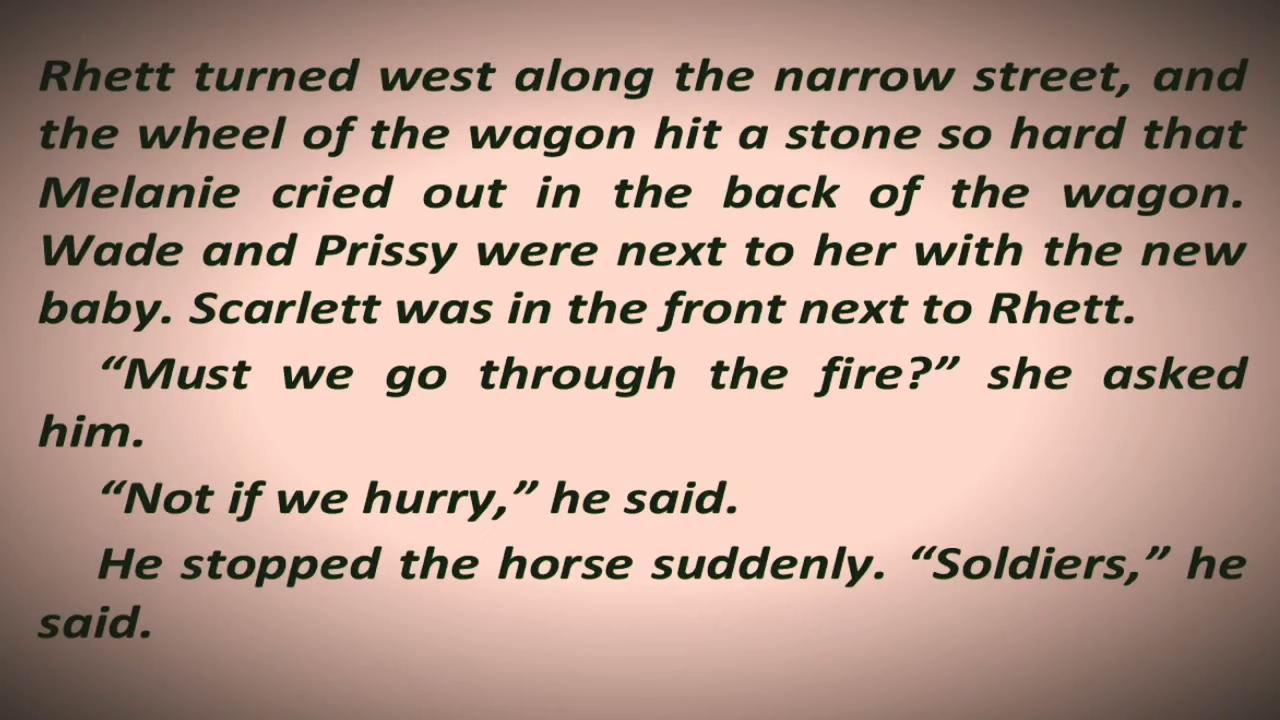 Rhett turned west along the narrow street, and
the wheel of the wagon hit a stone so hard that
Melanie cried out in the back of the wagon.
Wade and Prissy were next to her with the new
baby. Scarlett was in the front next to Rhett.
“Must we go through the fire?” she asked
him.
“Not if we hurry,” he said.
He stopped the horse suddenly. “Soldiers,” he
said.